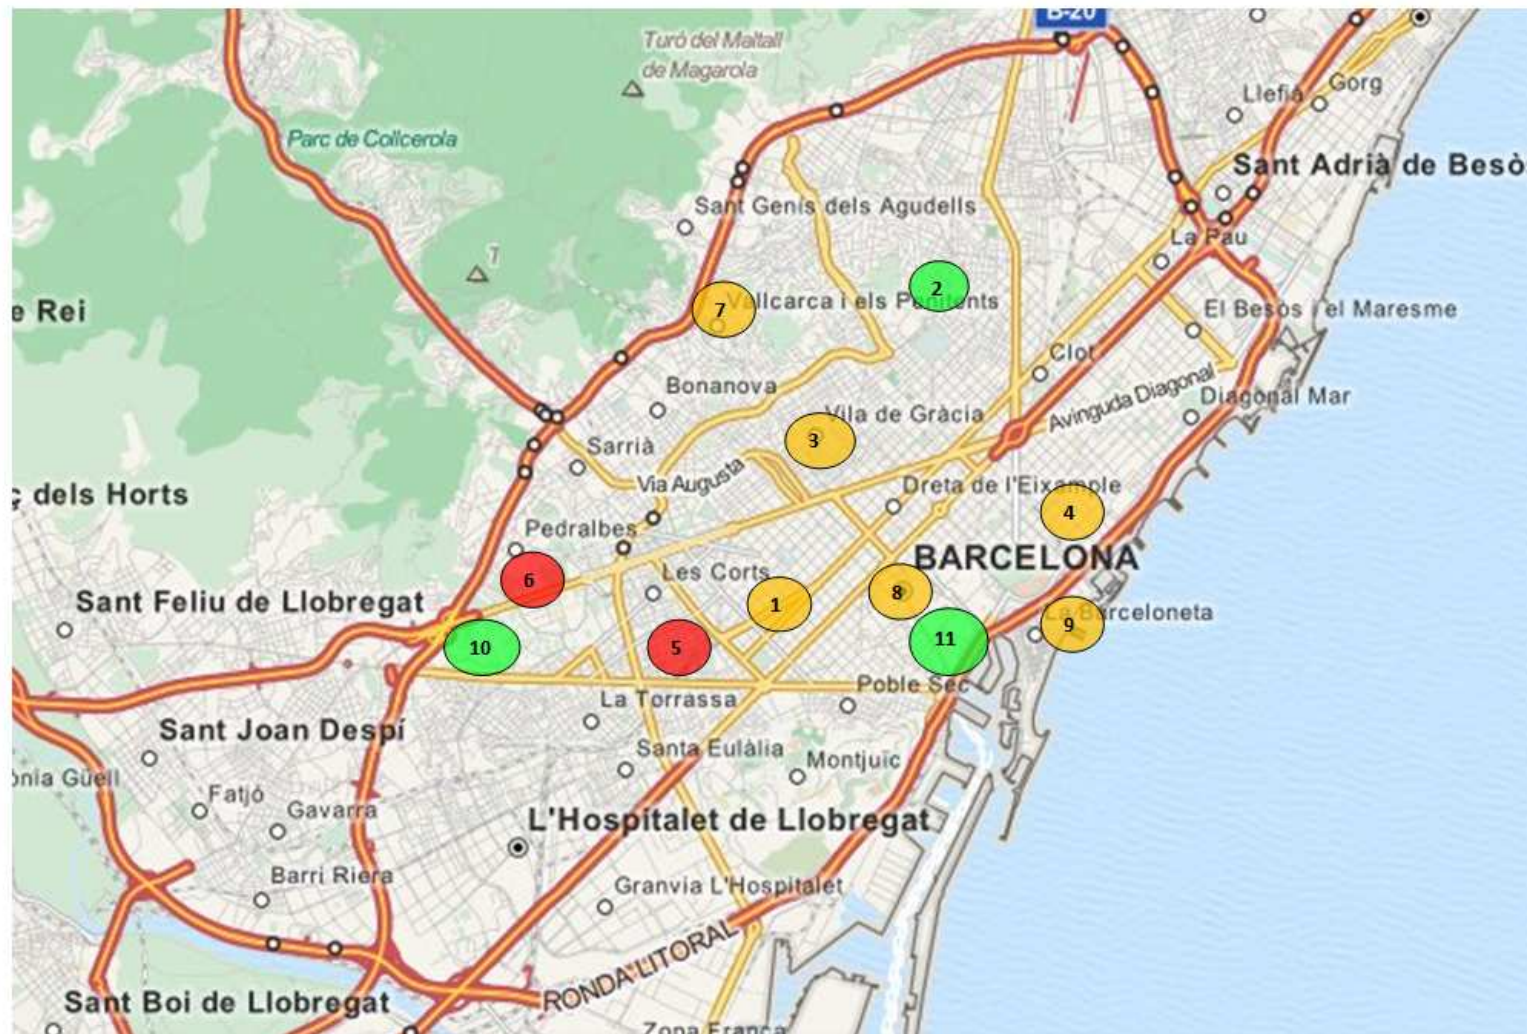 B-20
Turó del Maltall
de Magarola
Llefià
Gorg
Parc de Collcerola
Sant Adrià de Besò
Sant Genís dels Agudells
La Pau
7
2
7
Vallcarca i els Penitents
e Rei
El Besòs i el Maresme
Clot
Bonanova
Avinguda Diagonal
Diagonal Mar
Vila de Gràcia
3
Sarrià
Via Augusta
ç dels Horts
Dreta de l'Eixample
4
Pedralbes
BARCELONA
6
Les Corts
Sant Feliu de Llobregat
1
8
La Barceloneta
9
10
5
11
Poble Sec
La Torrassa
Sant Joan Despí
Santa Eulàlia
Montjuïc
ònia Güell
Fatjó
Gavarra
L'Hospitalet de Llobregat
Barri Riera
Granvia L'Hospitalet
RONDA LITORAL
Sant Boi de Llobregat
Zona Franca